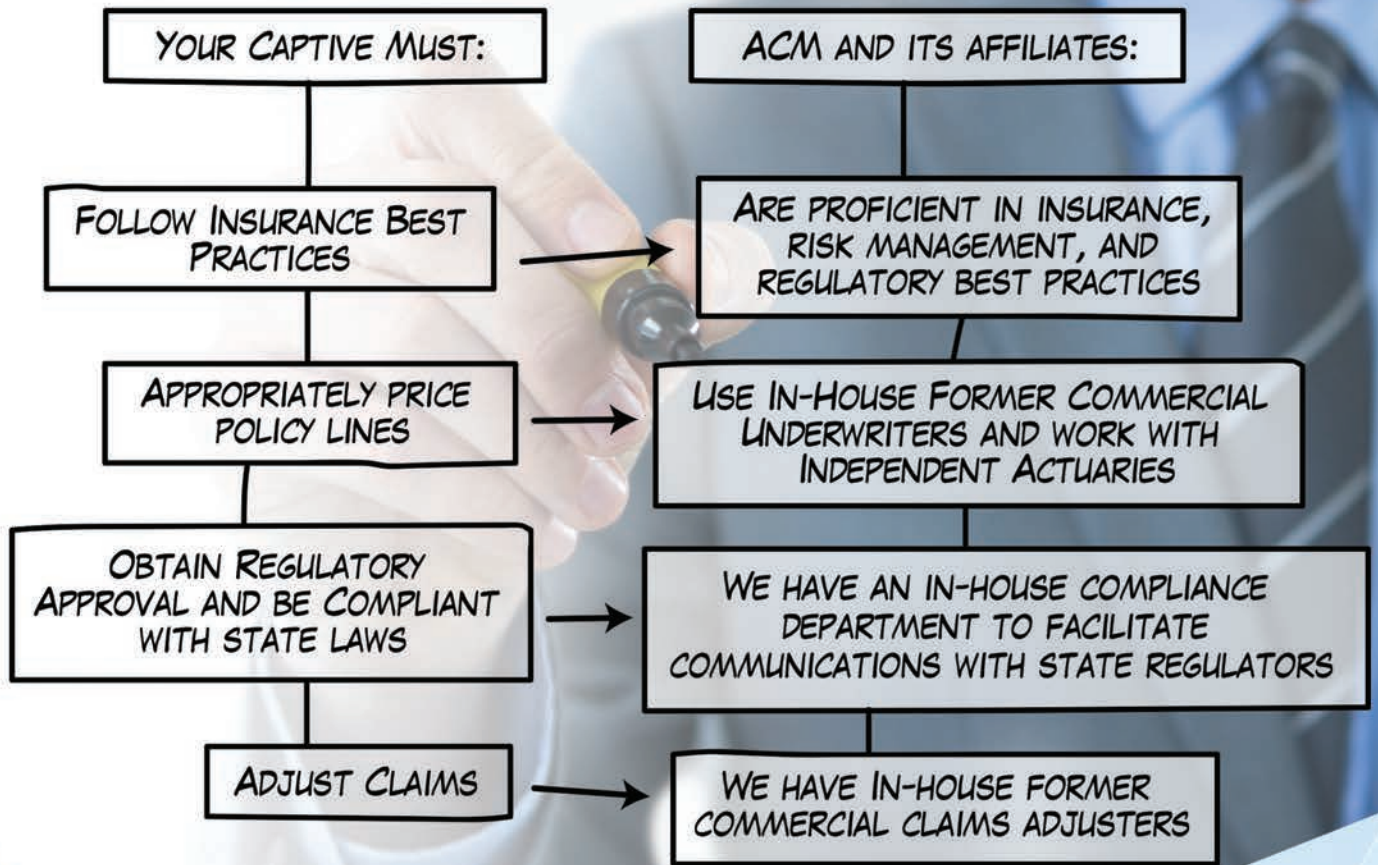 YOUR CAPTIVE MUST:
FOLLOW INSURANCE BEST
PRACTICES
APPROPRIATELY PRICE
POLICY LINES
OBTAIN REGULATORY
APPROVAL AND BE COMPLIANT
WITH STATE LAWS
ADJUST CLAIMS
ACM AND ITS AFFILIATES:
ARE PROFICIENT IN INSURANCE,
RISK MANAGEMENT, AND
REGULATORY BEST PRACTICES
USE IN-HOUSE FORMER COMMERCIAL
UNDERWRITERS AND WORK WITH
INDEPENDENT ACTUARIES
WE HAVE AN IN-HOUSE COMPLIANCE
DEPARTMENT TO FACILITATE
COMMUNICATIONS WITH STATE REGULATORS
WE HAVE IN-HOUSE FORMER
COMMERCIAL CLAIMS ADJUSTERS